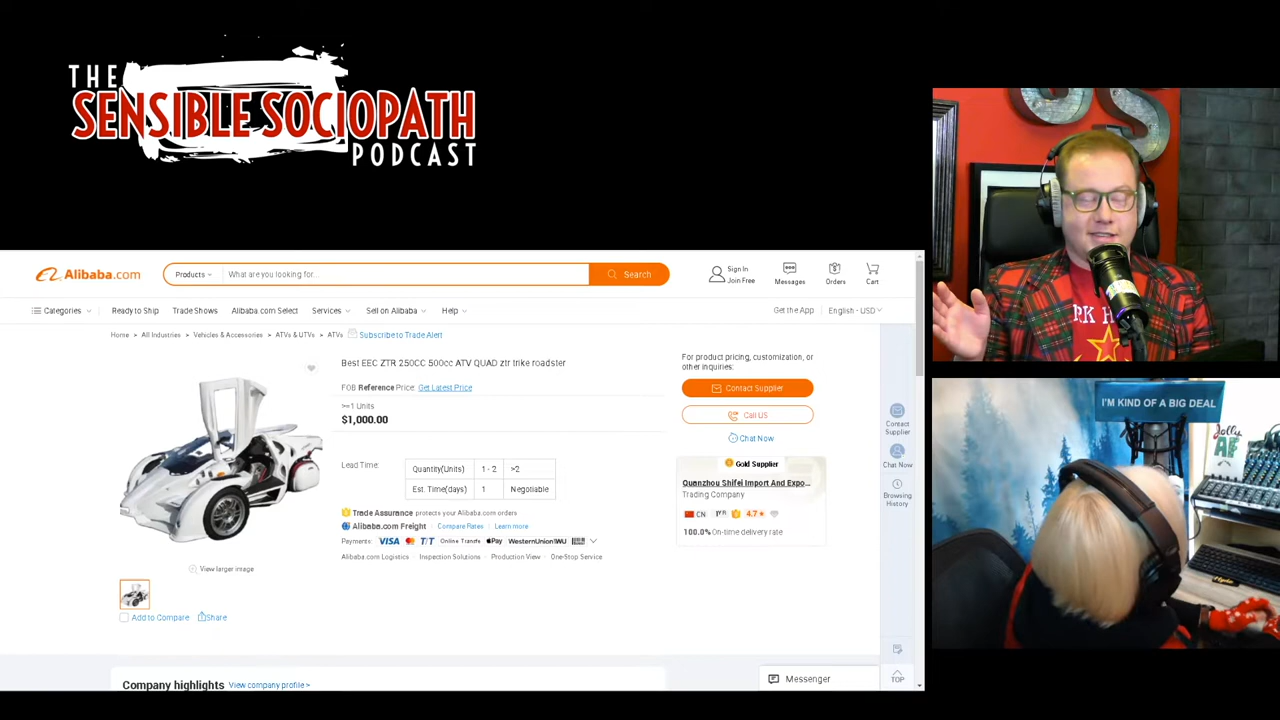 THE
SENSIBLE SOCIOPATH
PODCAST
Alibaba.com
Products
What are you looking for...
Search
Sign In
Join Free
Messages
Orders
Cart
Categories
Ready to Ship
Trade Shows
Alibaba.com Select
Services
Sell on Alibaba
Help
Get the App
English - USD
Home > All Industries > Vehicles & Accessories > ATVs & UTVs > ATVs
Subscribe to Trade Alert
Best EEC ZTR 250CC 500cc ATV QUAD ztr trike roadster
FOB Reference Price: Get Latest Price
>=1 Units
$1,000.00
Lead Time:
Quantity(Units) 1 - 2 >2
Est. Time(days) 1 Negotiable
Trade Assurance protects your Alibaba.com orders
Alibaba.com Freight Compare Rates Learn more
Payments: VISA T/T Online Transfe Pay WesternUnion WU
Alibaba.com Logistics · Inspection Solutions · Production View · One-Stop Service
View larger image
Add to Compare
Share
For product pricing, customization, or
other inquiries:
Contact Supplier
Call US
Chat Now
Gold Supplier
Quanzhou Shifei Import And Expo...
Trading Company
CN 1YR 4.7
100.0% On-time delivery rate
Contact
Supplier
Chat Now
Browsing
History
TOP
Company highlights View company profile >
Messenger
I'M KIND OF A BIG DEAL
Jolly
AF